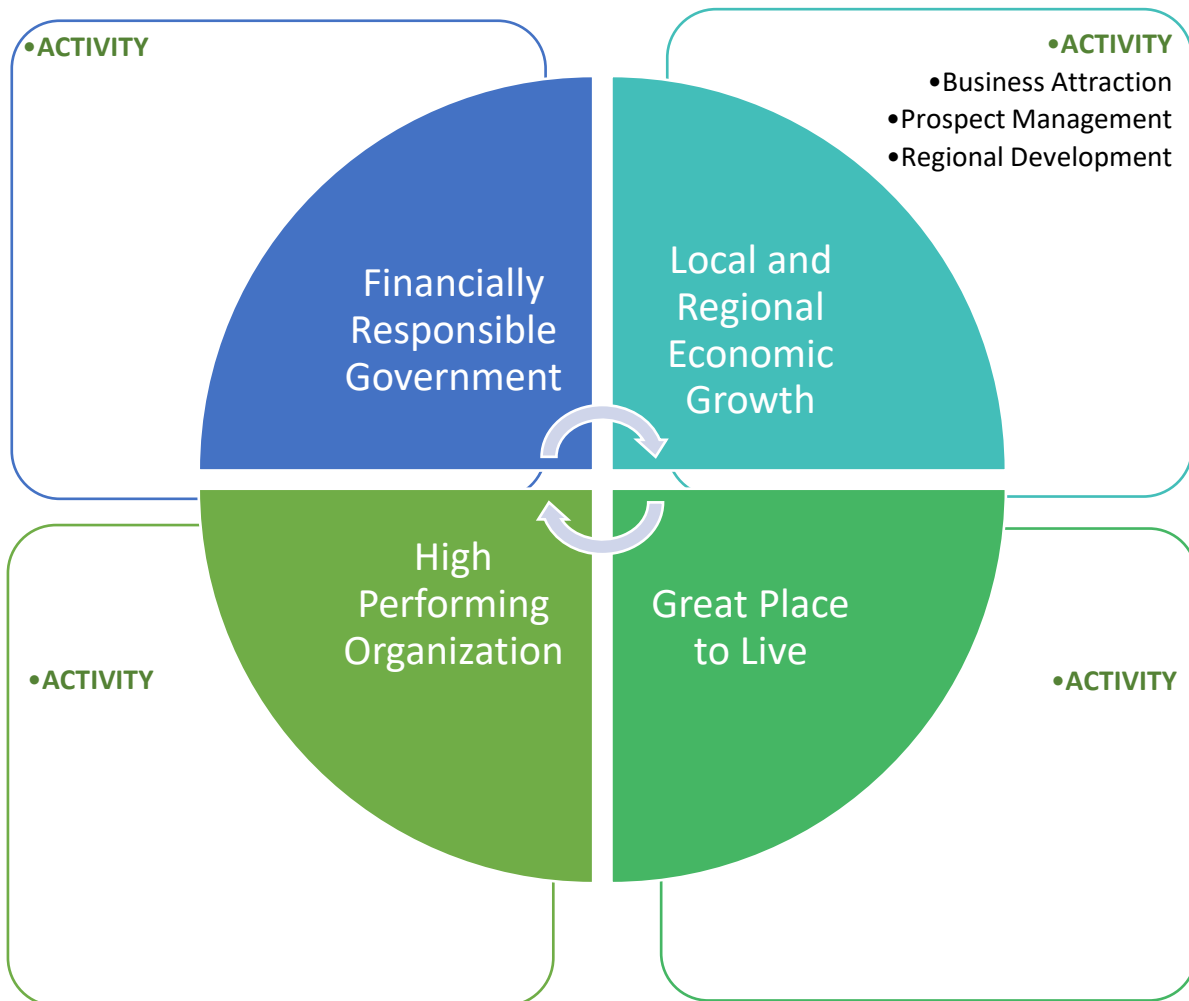 •ACTIVITY
•ACTIVITY
•Business Attraction
•Prospect Management
•Regional Development
Financially
Responsible
Government
Local and
Regional
Economic
Growth
High
Performing
Organization
Great Place
to Live
•ACTIVITY
•ACTIVITY